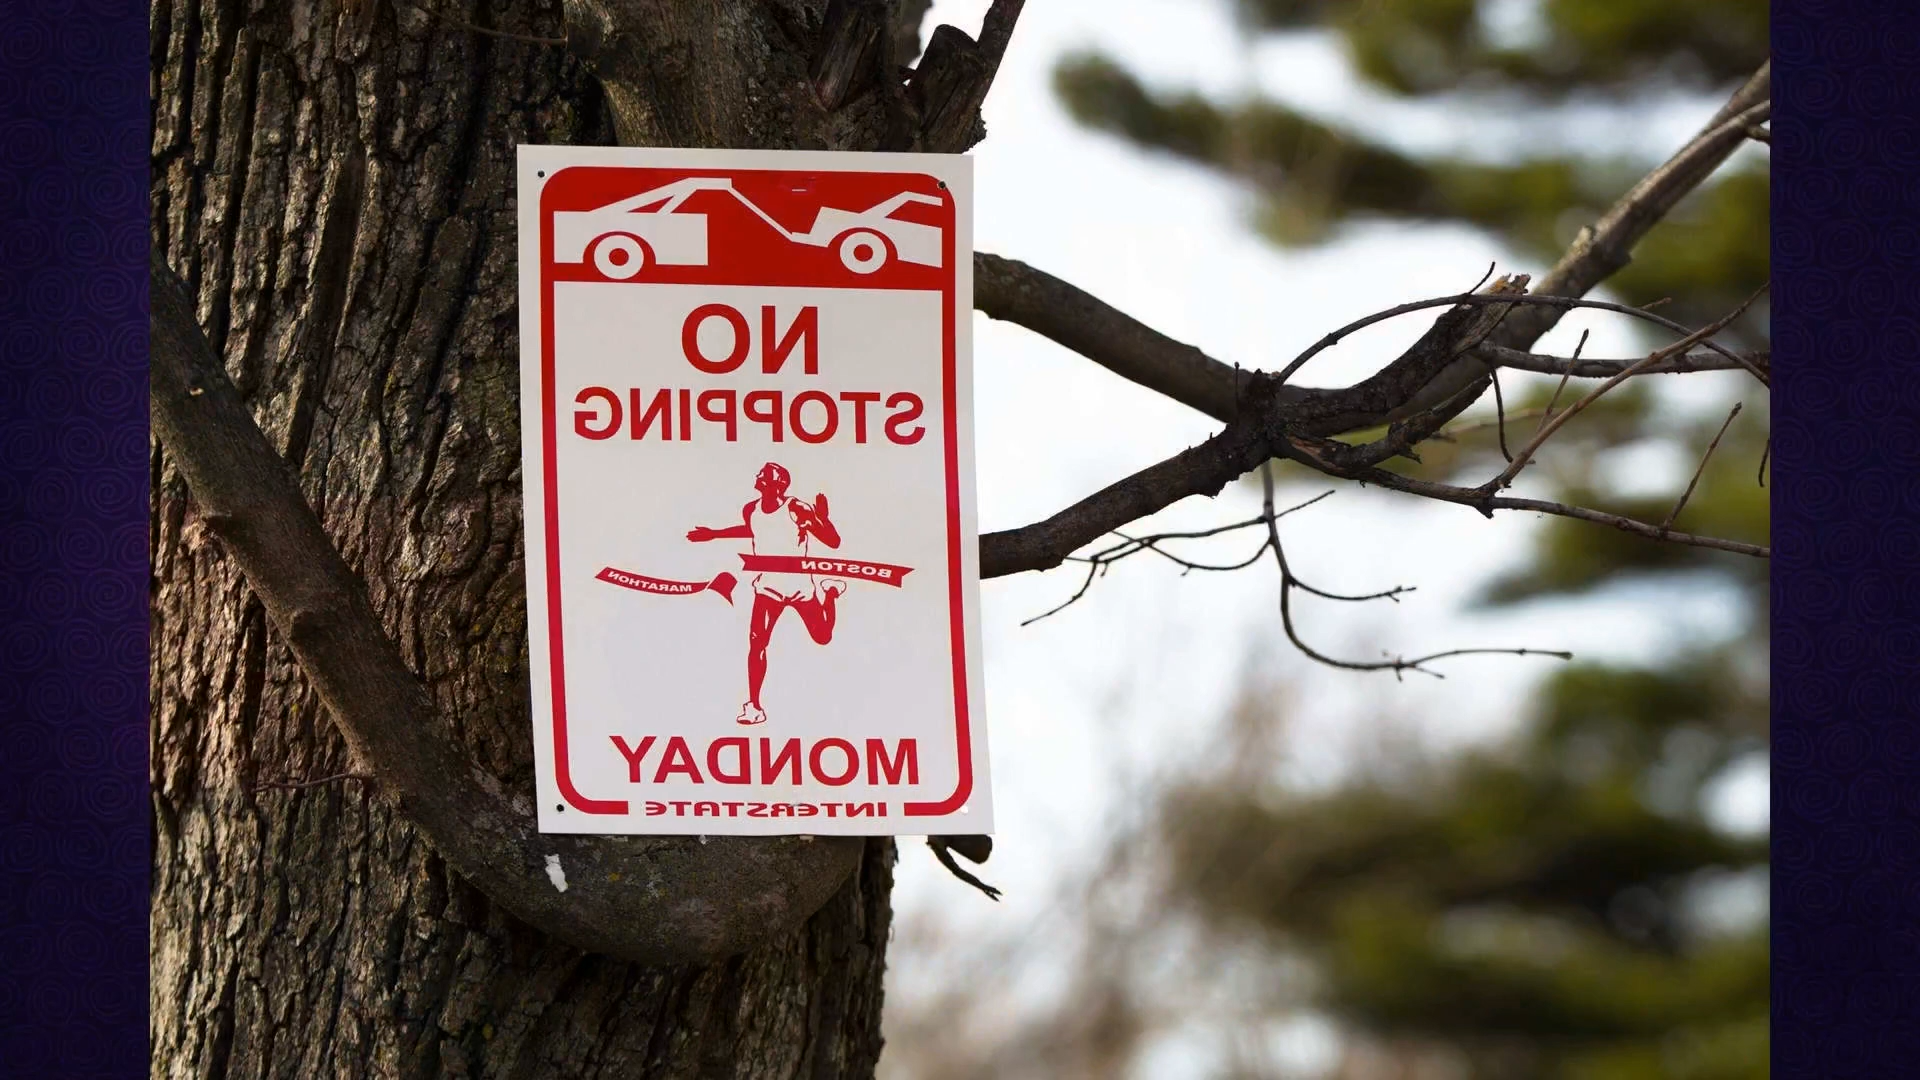 NO
STOPPING
BOSTON
MARATHON
MONDAY
INTERSTATE